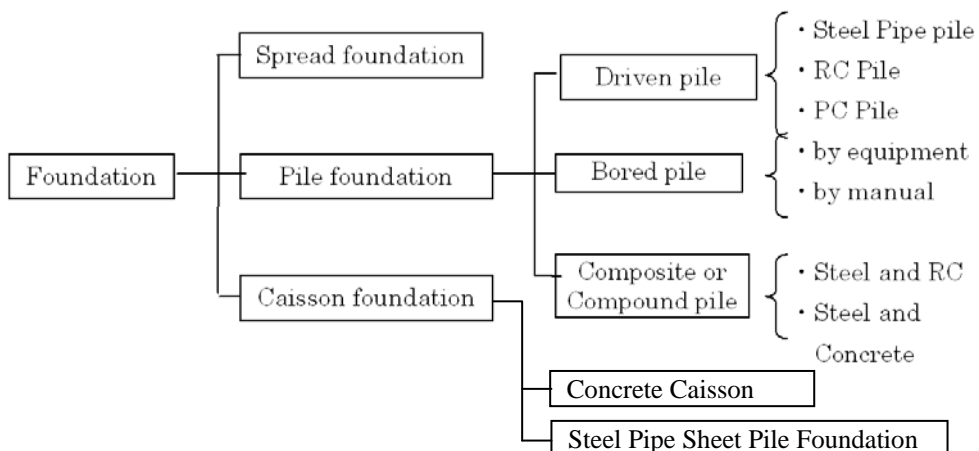 Foundation
Spread foundation
Pile foundation
Caisson foundation
Driven pile
・Steel Pipe pile
・RC Pile
・PC Pile
Bored pile
・by equipment
・by manual
Composite or
Compound pile
・Steel and RC
・Steel and
Concrete
Concrete Caisson
Steel Pipe Sheet Pile Foundation